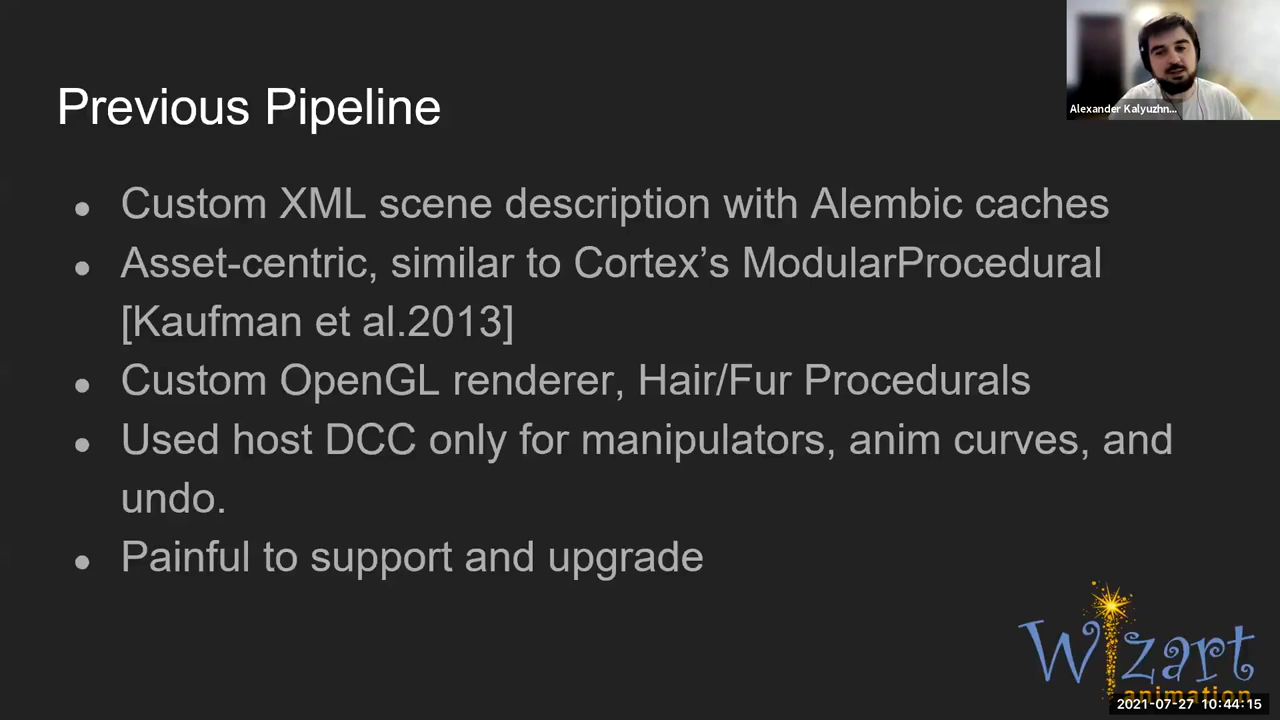 Alexander Kalyuzhn...
Previous Pipeline
● Custom XML scene description with Alembic caches
● Asset-centric, similar to Cortex’s ModularProcedural
[Kaufman et al.2013]
● Custom OpenGL renderer, Hair/Fur Procedurals
● Used host DCC only for manipulators, anim curves, and
undo.
● Painful to support and upgrade
Wizart
animation
2021-07-27 10:44:15